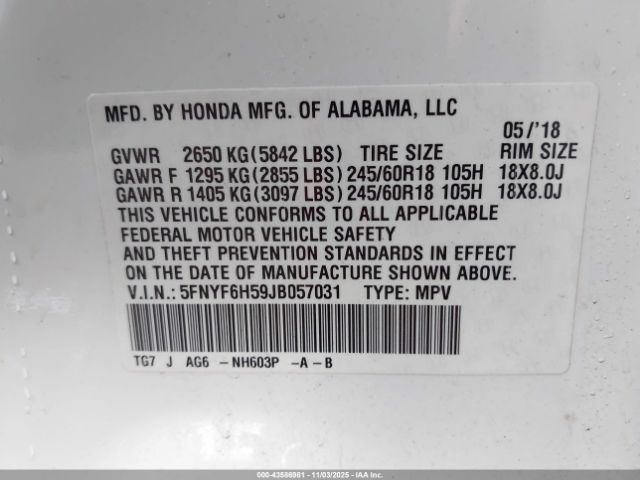 MFD. BY HONDA MFG. OF ALABAMA, LLC
05/'18
GVWR 2650 KG(5842 LBS) TIRE SIZE RIM SIZE
GAWR F 1295 KG(2855 LBS)245/60R18 105H 18X8.0J
GAWR R 1405 KG(3097 LBS)245/60R18 105H 18X8.0J
THIS VEHICLE CONFORMS TO ALL APPLICABLE
FEDERAL MOTOR VEHICLE SAFETY
AND THEFT PREVENTION STANDARDS IN EFFECT
ON THE DATE OF MANUFACTURE SHOWN ABOVE.
V.I.N.: 5FNYF6H59JB057031 TYPE: MPV
TG7 J AG6 -NH603P -A-B
000-43586961 - 11/03/2025 - IAAI.COM